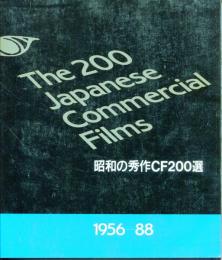 The 200
Japanese
Commercial
Films
昭和の秀作CF200選
1956-88